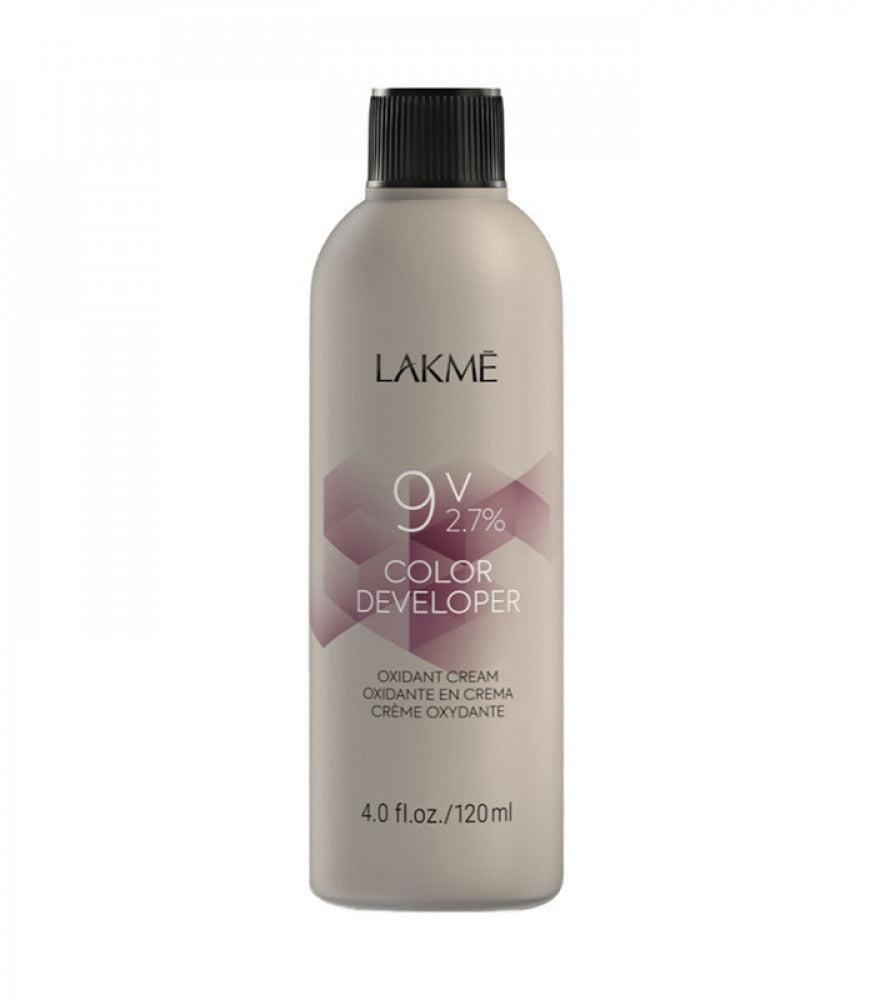 LAKMĒ
9 V
2.7%
COLOR
DEVELOPER
OXIDANT CREAM
OXIDANTE EN CREMA
CRÈME OXYDANTE
4.0 fl.oz./120ml